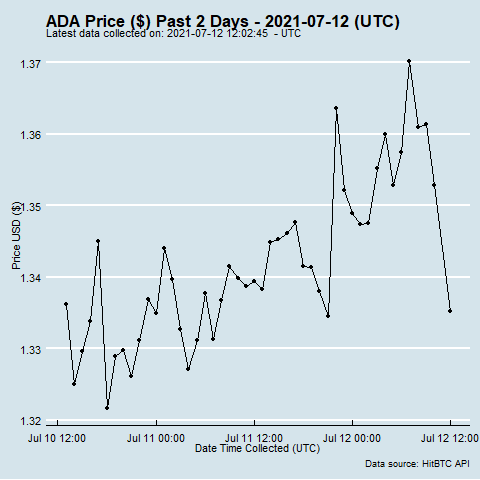 ADA Price ($) Past 2 Days - 2021-07-12 (UTC)
Latest data collected on: 2021-07-12 12:02:45  - UTC
Price USD ($)
1.37
1.36
1.35
1.34
1.33
1.32
Jul 10 12:00
Jul 11 00:00
Jul 11 12:00
Jul 12 00:00
Jul 12 12:00
Date Time Collected (UTC)
Data source: HitBTC API